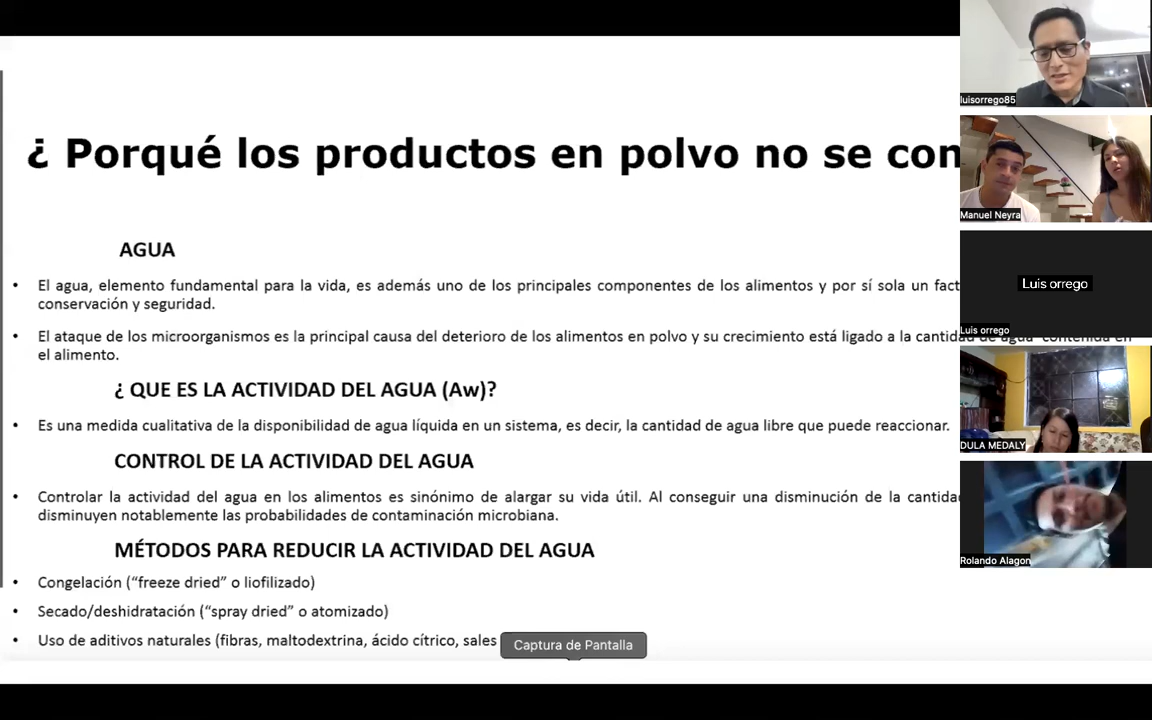 ¿ Porqué los productos en polvo no se con
AGUA
• El agua, elemento fundamental para la vida, es además uno de los principales componentes de los alimentos y por sí sola un fact
conservación y seguridad.
• El ataque de los microorganismos es la principal causa del deterioro de los alimentos en polvo y su crecimiento está ligado a la cantidad de agua contenida en
el alimento.
¿ QUE ES LA ACTIVIDAD DEL AGUA (Aw)?
• Es una medida cualitativa de la disponibilidad de agua líquida en un sistema, es decir, la cantidad de agua libre que puede reaccionar.
CONTROL DE LA ACTIVIDAD DEL AGUA
• Controlar la actividad del agua en los alimentos es sinónimo de alargar su vida útil. Al conseguir una disminución de la cantidad
disminuyen notablemente las probabilidades de contaminación microbiana.
MÉTODOS PARA REDUCIR LA ACTIVIDAD DEL AGUA
• Congelación (“freeze dried” o liofilizado)
• Secado/deshidratación (“spray dried” o atomizado)
• Uso de aditivos naturales (fibras, maltodextrina, ácido cítrico, sales
Captura de Pantalla
luisorrego85
Manuel Neyra
Luis orrego
Luis orrego
DULA MEDALY
Rolando Alagon